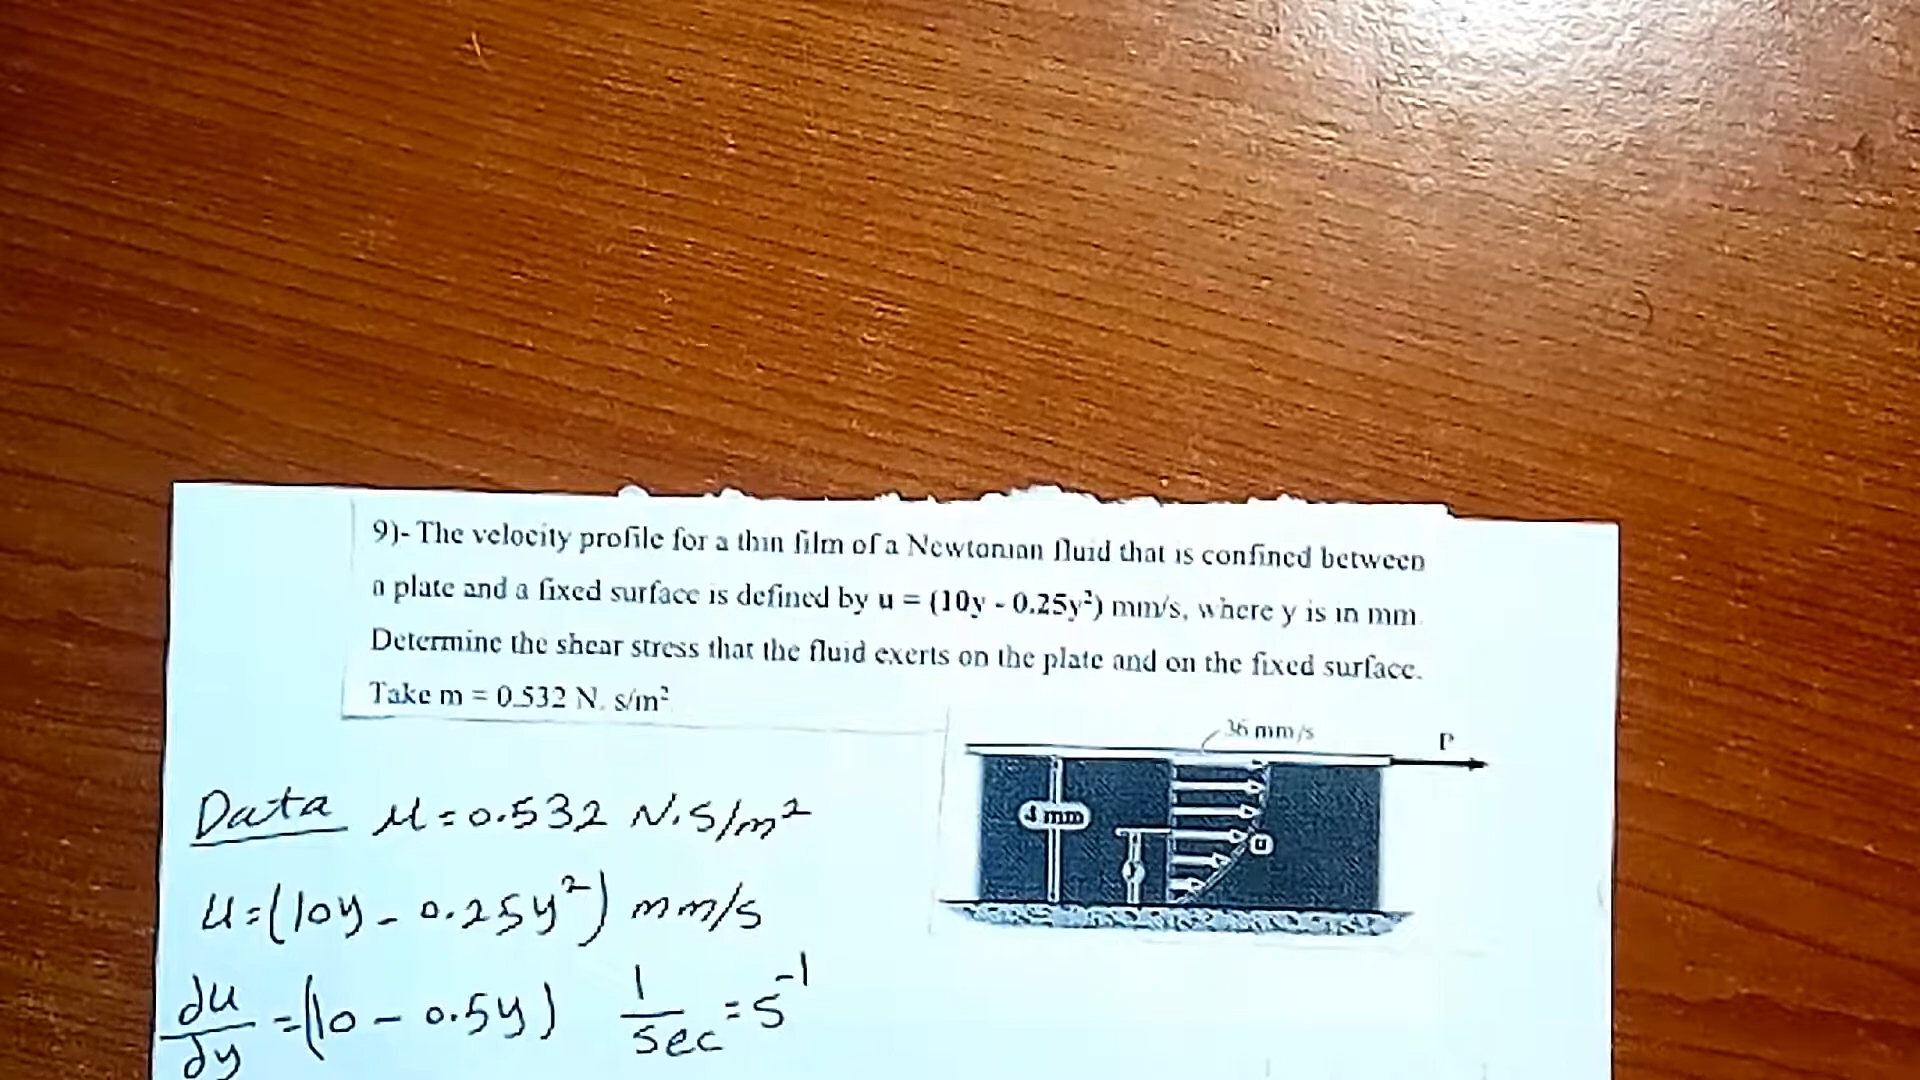 9)- The velocity profile for a thin film of a Newtonian fluid that is confined between
a plate and a fixed surface is defined by u = (10y - 0.25y²) mm/s, where y is in mm
Determine the shear stress that the fluid exerts on the plate and on the fixed surface.
Take m = 0.532 N. s/m²
36 mm/s
P
4 mm
y
u
Data μ = 0.532 N.S/m²
u = (10y - 0.25y²) mm/s
du/dy = (10 - 0.5y) 1/sec = s⁻¹